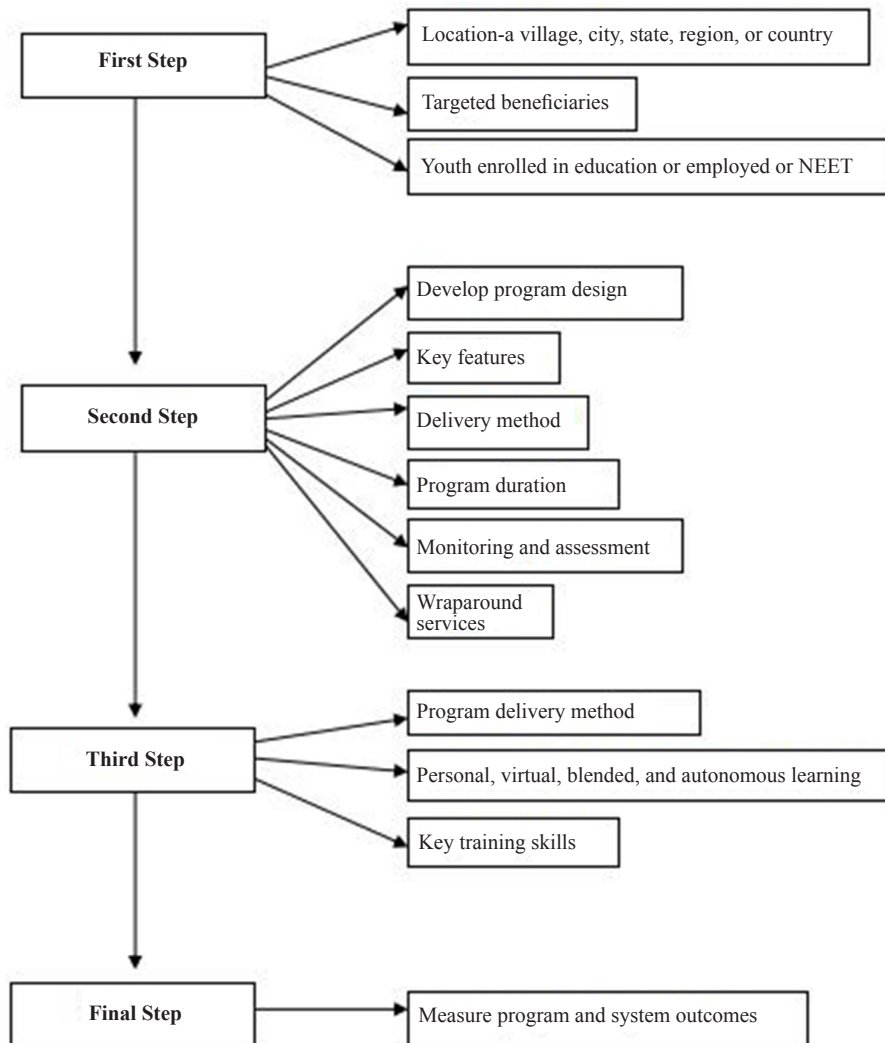 First Step
Location-a village, city, state, region, or country
Targeted beneficiaries
Youth enrolled in education or employed or NEET
Second Step
Develop program design
Key features
Delivery method
Program duration
Monitoring and assessment
Wraparound
services
Third Step
Program delivery method
Personal, virtual, blended, and autonomous learning
Key training skills
Final Step
Measure program and system outcomes